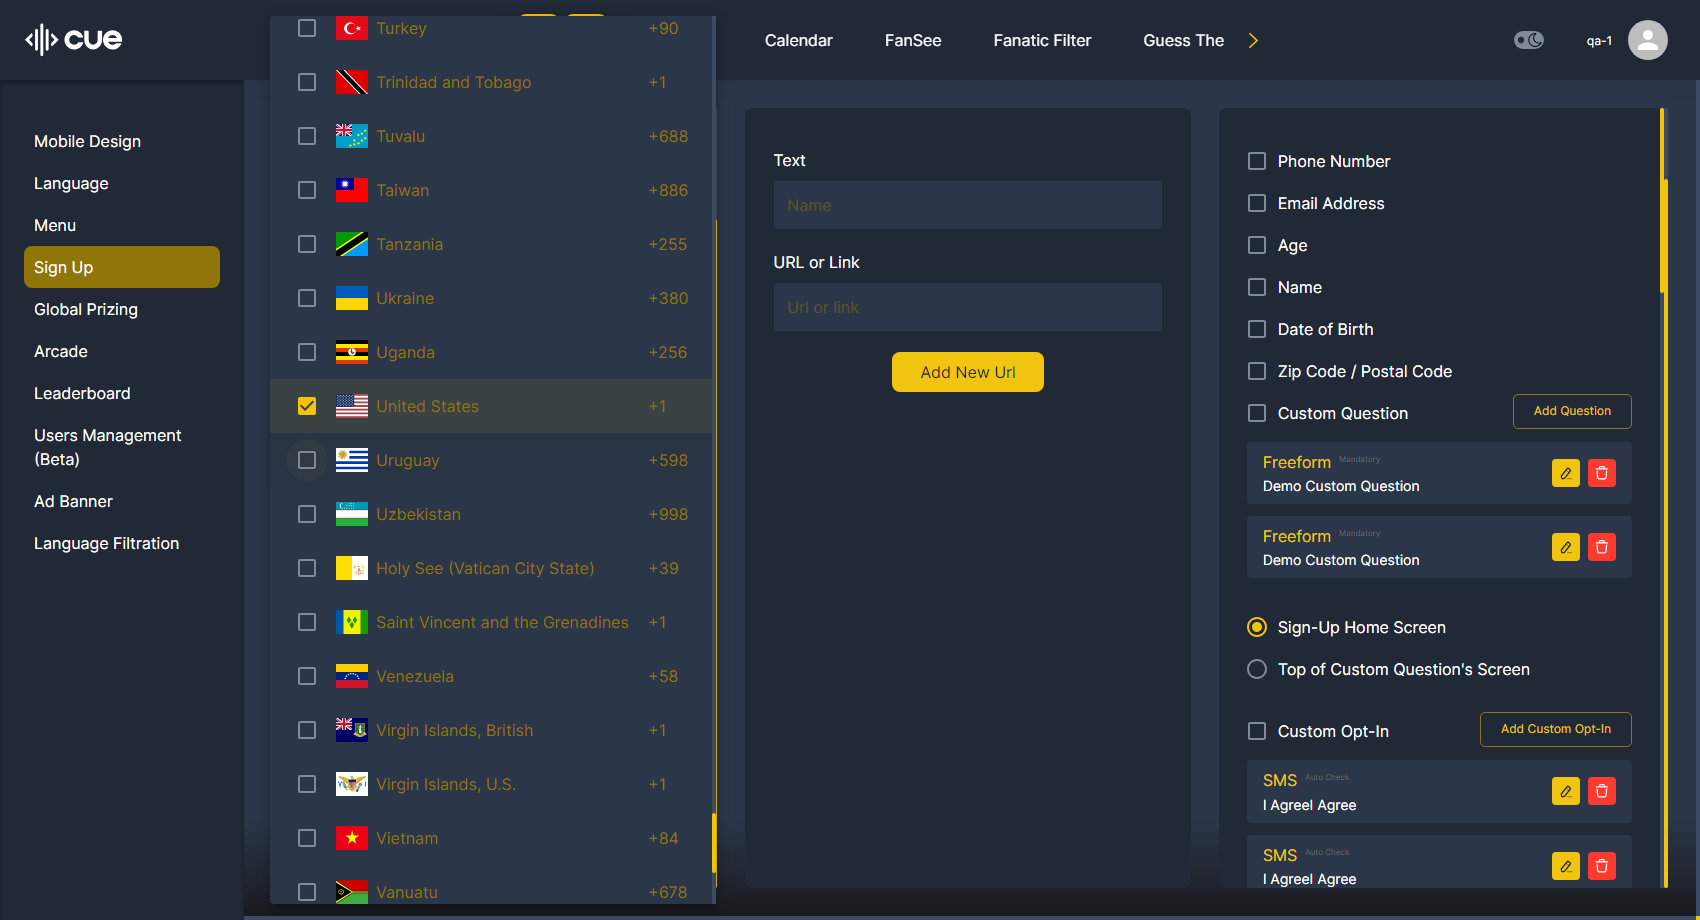 cue
Calendar
FanSee
Fanatic Filter
Guess The
qa-1
Mobile Design
Language
Menu
Sign Up
Global Prizing
Arcade
Leaderboard
Users Management
(Beta)
Ad Banner
Language Filtration
Turkey +90
Trinidad and Tobago +1
Tuvalu +688
Taiwan +886
Tanzania +255
Ukraine +380
Uganda +256
United States +1
Uruguay +598
Uzbekistan +998
Holy See (Vatican City State) +39
Saint Vincent and the Grenadines +1
Venezuela +58
Virgin Islands, British +1
Virgin Islands, U.S. +1
Vietnam +84
Vanuatu +678
Text
Name
URL or Link
Url or link
Add New Url
Phone Number
Email Address
Age
Name
Date of Birth
Zip Code / Postal Code
Custom Question
Add Question
Freeform Mandatory
Demo Custom Question
Freeform Mandatory
Demo Custom Question
Sign-Up Home Screen
Top of Custom Question's Screen
Custom Opt-In
Add Custom Opt-In
SMS Auto Check
I AgreeI Agree
SMS Auto Check
I AgreeI Agree